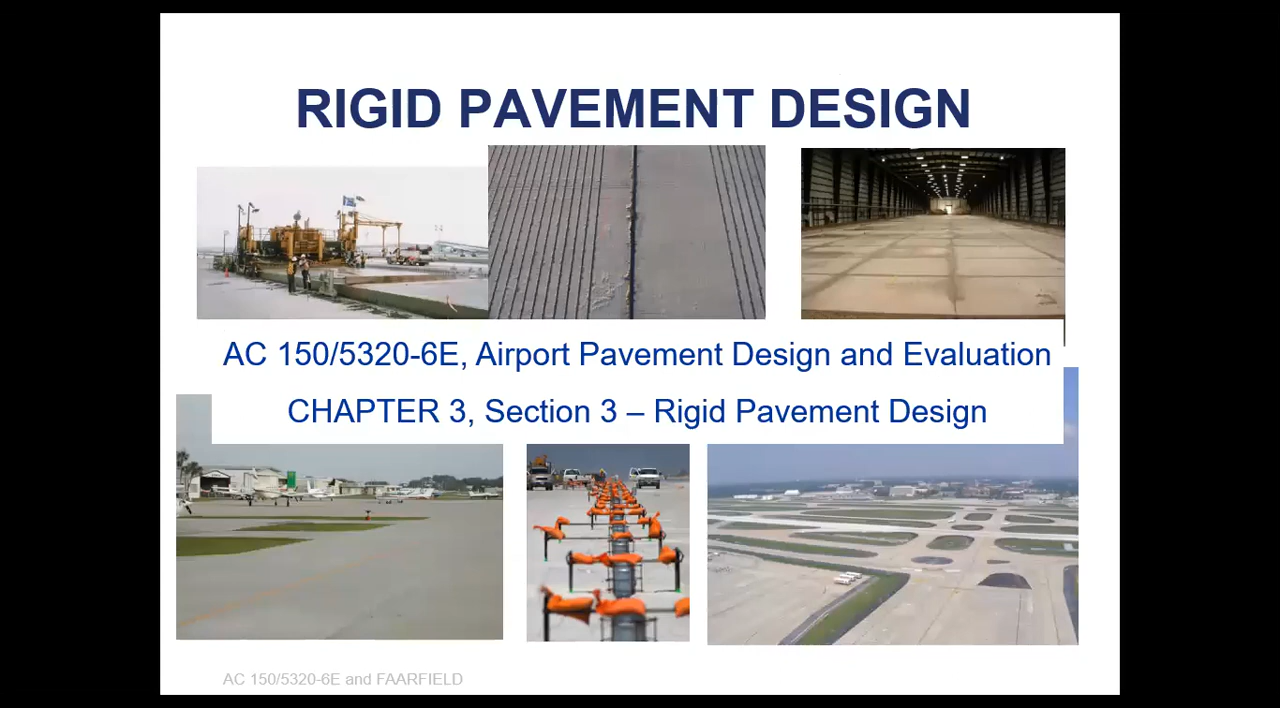 RIGID PAVEMENT DESIGN
AC 150/5320-6E, Airport Pavement Design and Evaluation
CHAPTER 3, Section 3 – Rigid Pavement Design
AC 150/5320-6E and FAARFIELD